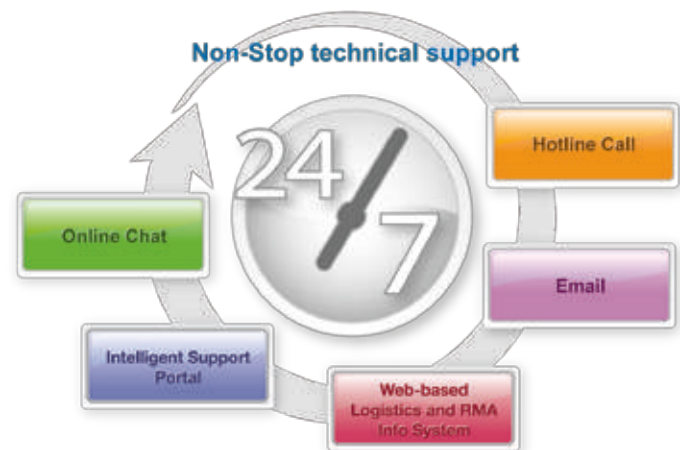 Non-Stop technical support
24
7
Hotline Call
Email
Web-based
Logistics and RMA
Info System
Intelligent Support
Portal
Online Chat